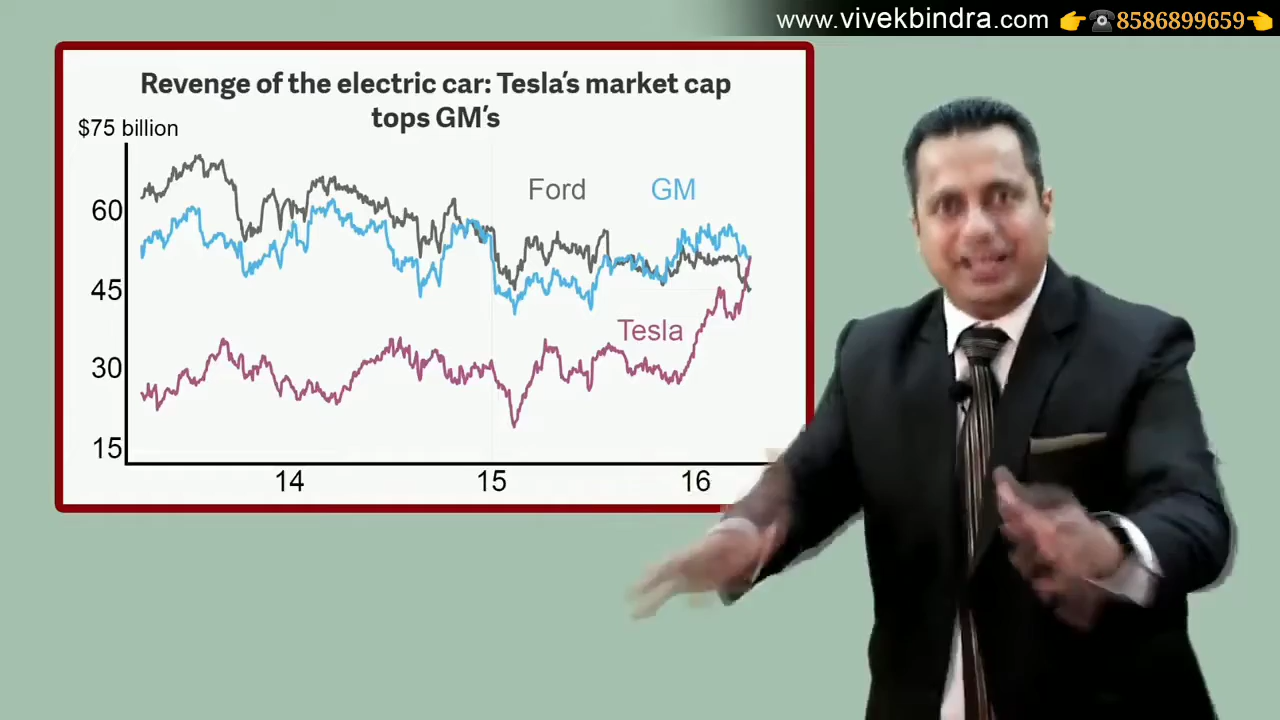 www.vivekbindra.com 👉☎8586899659👈
Revenge of the electric car: Tesla's market cap
tops GM's
$75 billion
Ford
GM
60
45
Tesla
30
15
14
15
16